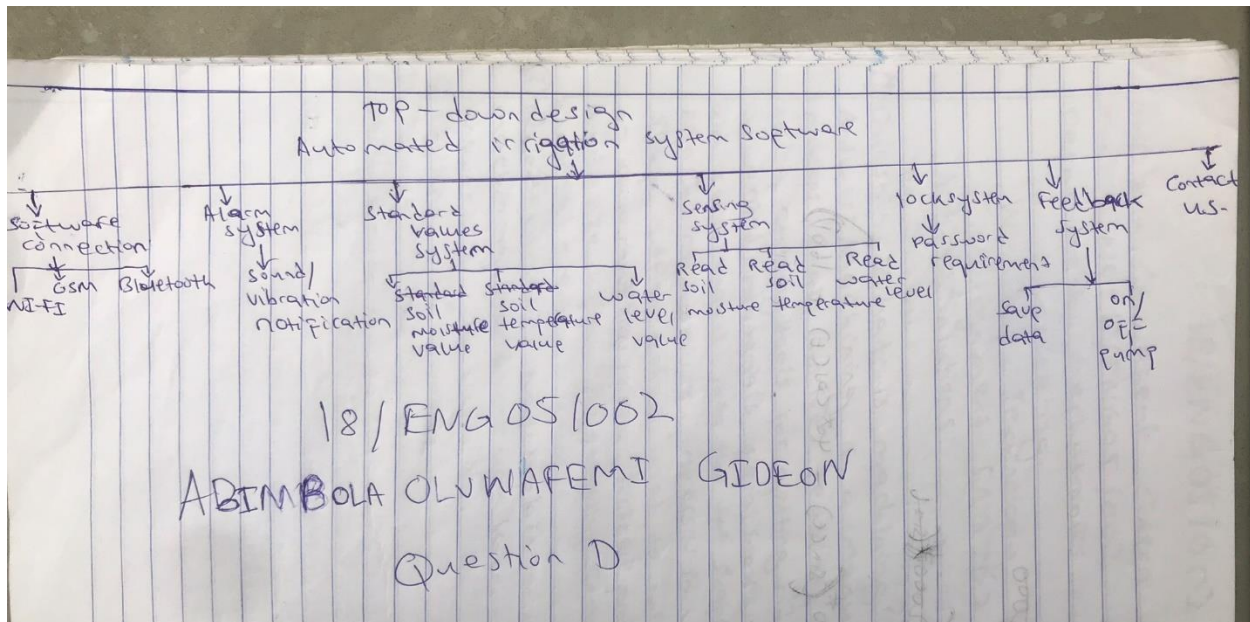 Top-down design
Automated irrigation system software
Software
connection
WI-FI
GSM
Bluetooth
Alarm
system
sound/
vibration
notification
Standard
values
system
Standard
soil
moisture
value
Standard
soil
temperature
value
water
level
value
Sensing
system
Read
soil
moisture
Read
soil
temperature
Read
water
level
locksystem
password
requirement
Feedback
system
save
data
on/
off
pump
Contact
us-
18/ENG05/002
ABIMBOLA OLUWAFEMI GIDEON
Question D